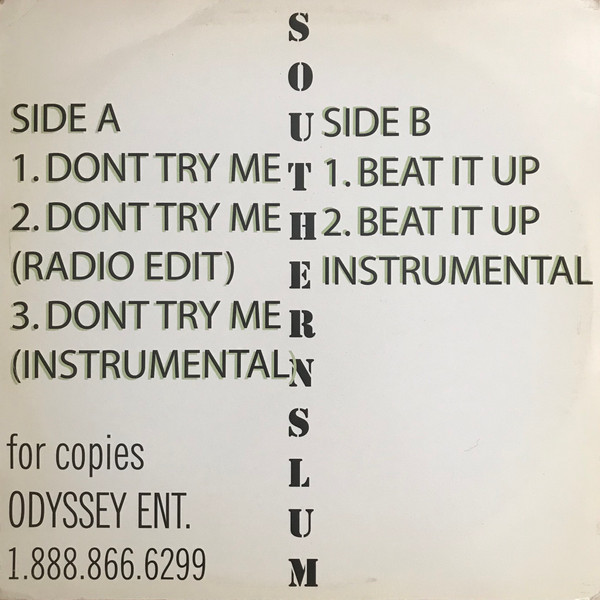 SOUTHERNSLUM
SIDE A
1. DONT TRY ME
2. DONT TRY ME
(RADIO EDIT)
3. DONT TRY ME
(INSTRUMENTAL)
SIDE B
1. BEAT IT UP
2. BEAT IT UP
INSTRUMENTAL
for copies
ODYSSEY ENT.
1.888.866.6299